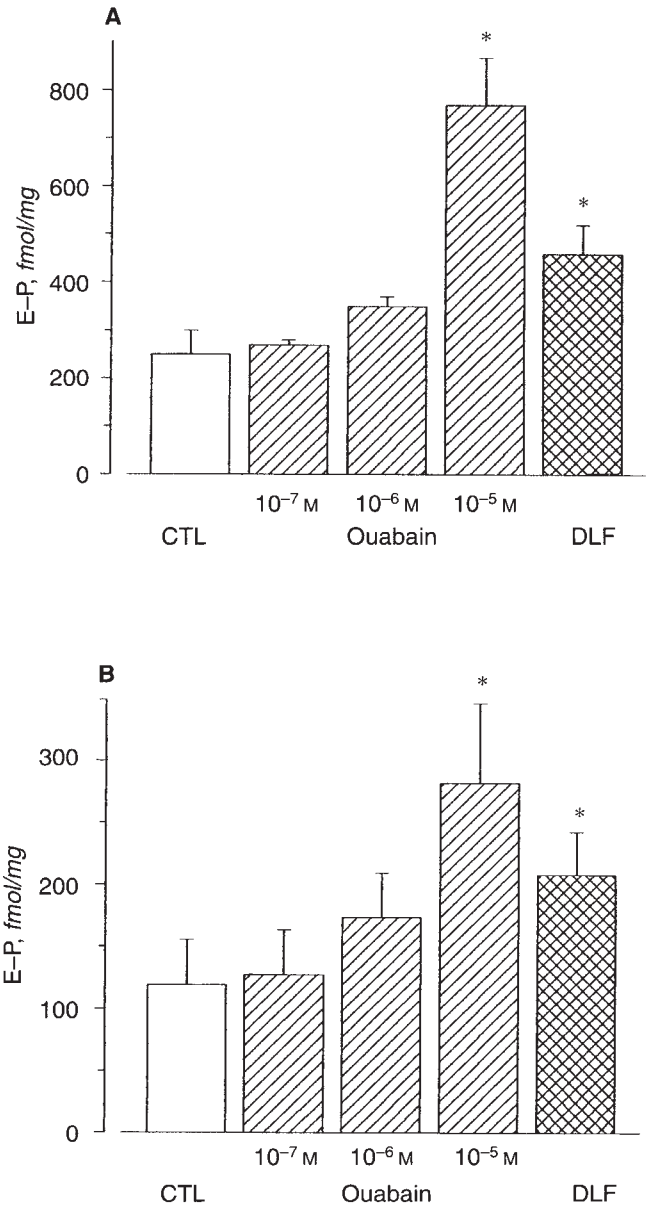 A
*
800
*
600
E–P, fmol/mg
400
200
0
10⁻⁷ M 10⁻⁶ M 10⁻⁵ M
CTL Ouabain DLF
B
*
300
*
200
E–P, fmol/mg
100
0
10⁻⁷ M 10⁻⁶ M 10⁻⁵ M
CTL Ouabain DLF